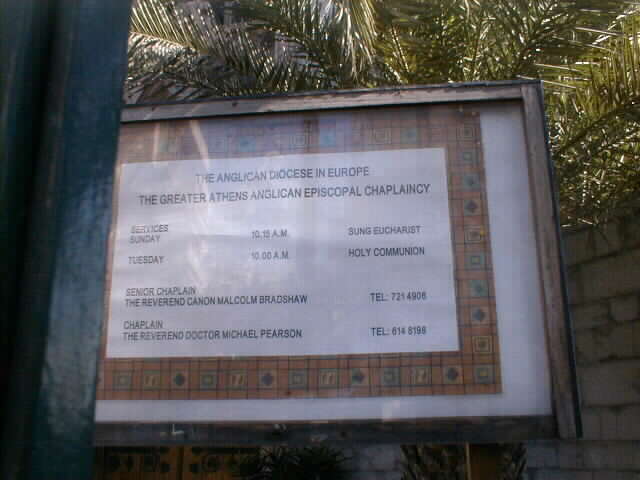 THE ANGLICAN DIOCESE IN EUROPE
THE GREATER ATHENS ANGLICAN EPISCOPAL CHAPLAINCY
SERVICES
SUNDAY 10.15 A.M. SUNG EUCHARIST
TUESDAY 10.00 A.M. HOLY COMMUNION
SENIOR CHAPLAIN
THE REVEREND CANON MALCOLM BRADSHAW TEL: 721 4906
CHAPLAIN
THE REVEREND DOCTOR MICHAEL PEARSON TEL: 614 8198